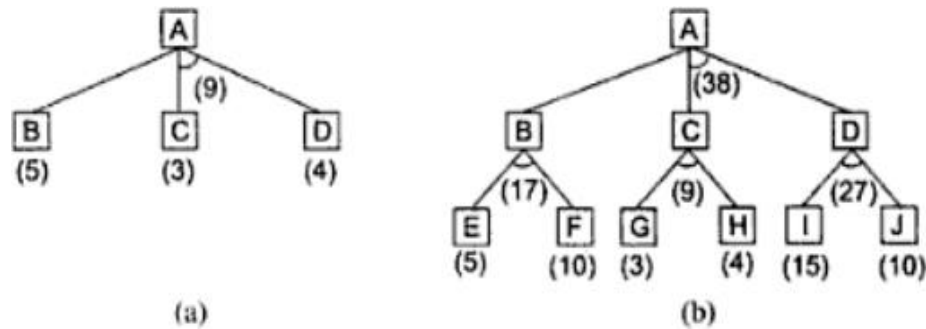 A A
(9) (38)
B C D B C D
(5) (3) (4) (17) (9) (27)
E F G H I J
(5) (10) (3) (4) (15) (10)
(a) (b)